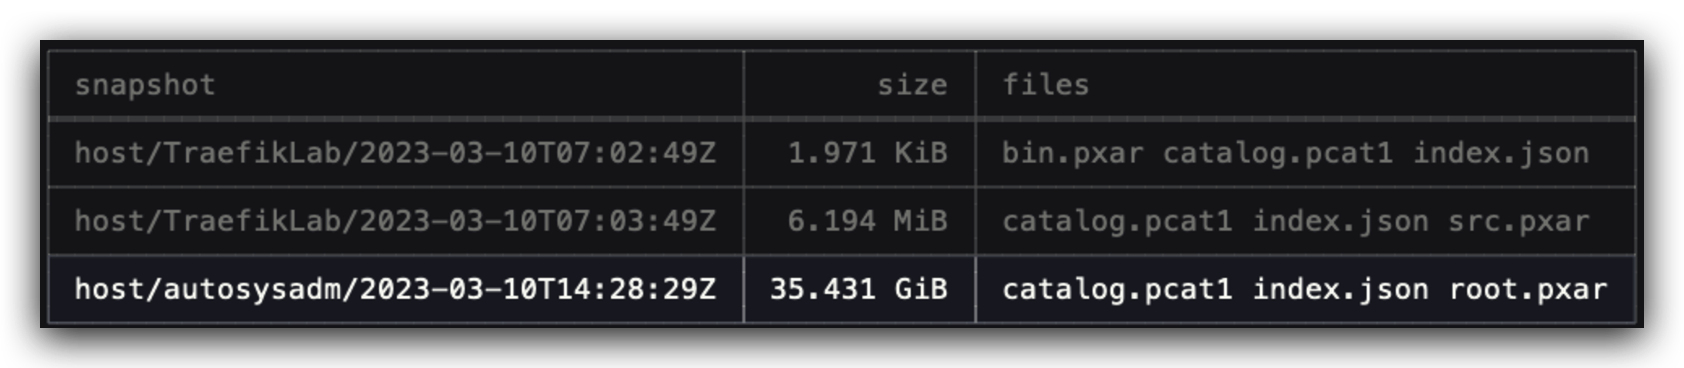 snapshot size files
host/TraefikLab/2023-03-10T07:02:49Z 1.971 KiB bin.pxar catalog.pcat1 index.json
host/TraefikLab/2023-03-10T07:03:49Z 6.194 MiB catalog.pcat1 index.json src.pxar
host/autosysadm/2023-03-10T14:28:29Z 35.431 GiB catalog.pcat1 index.json root.pxar